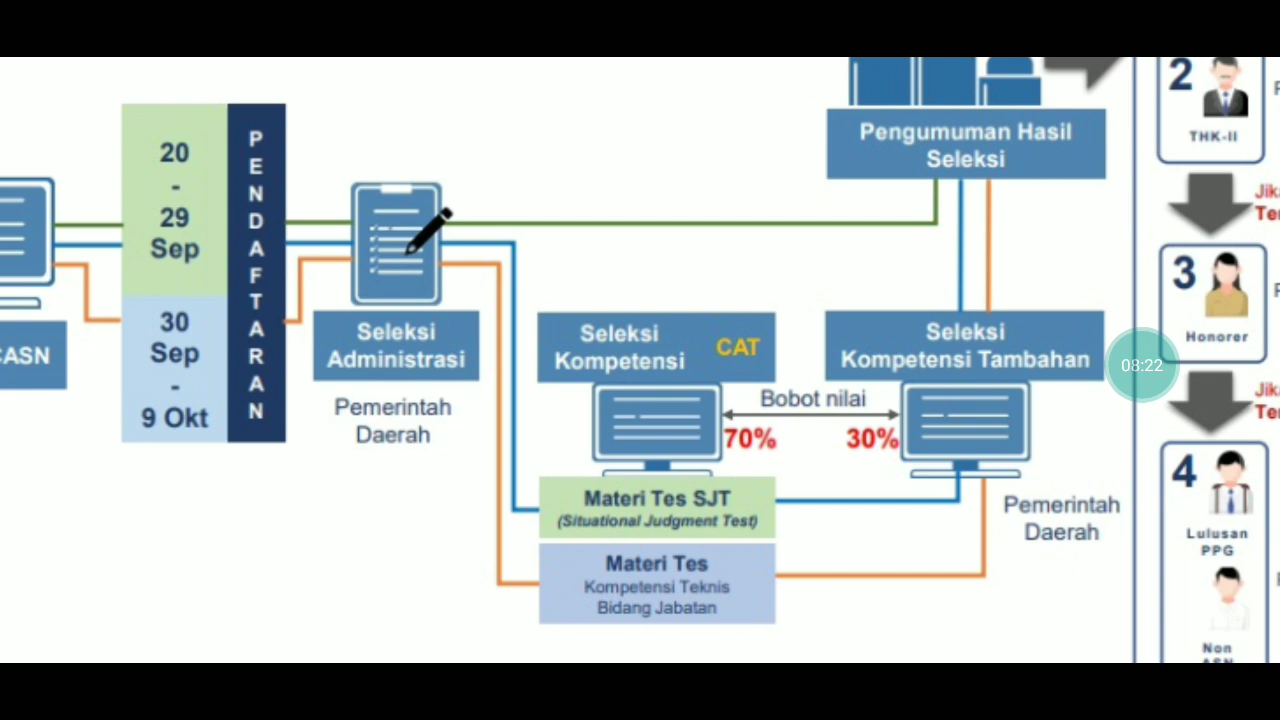 CASN
20
-
29
Sep
30
Sep
-
9 Okt
PENDAFTARAN
Seleksi
Administrasi
Pemerintah
Daerah
Seleksi
Kompetensi
CAT
Bobot nilai
70%
30%
Materi Tes SJT
(Situational Judgment Test)
Materi Tes
Kompetensi Teknis
Bidang Jabatan
Pengumuman Hasil
Seleksi
Seleksi
Kompetensi Tambahan
Pemerintah
Daerah
08:22
2
THK-II
3
Honorer
4
Lulusan
PPG
Non